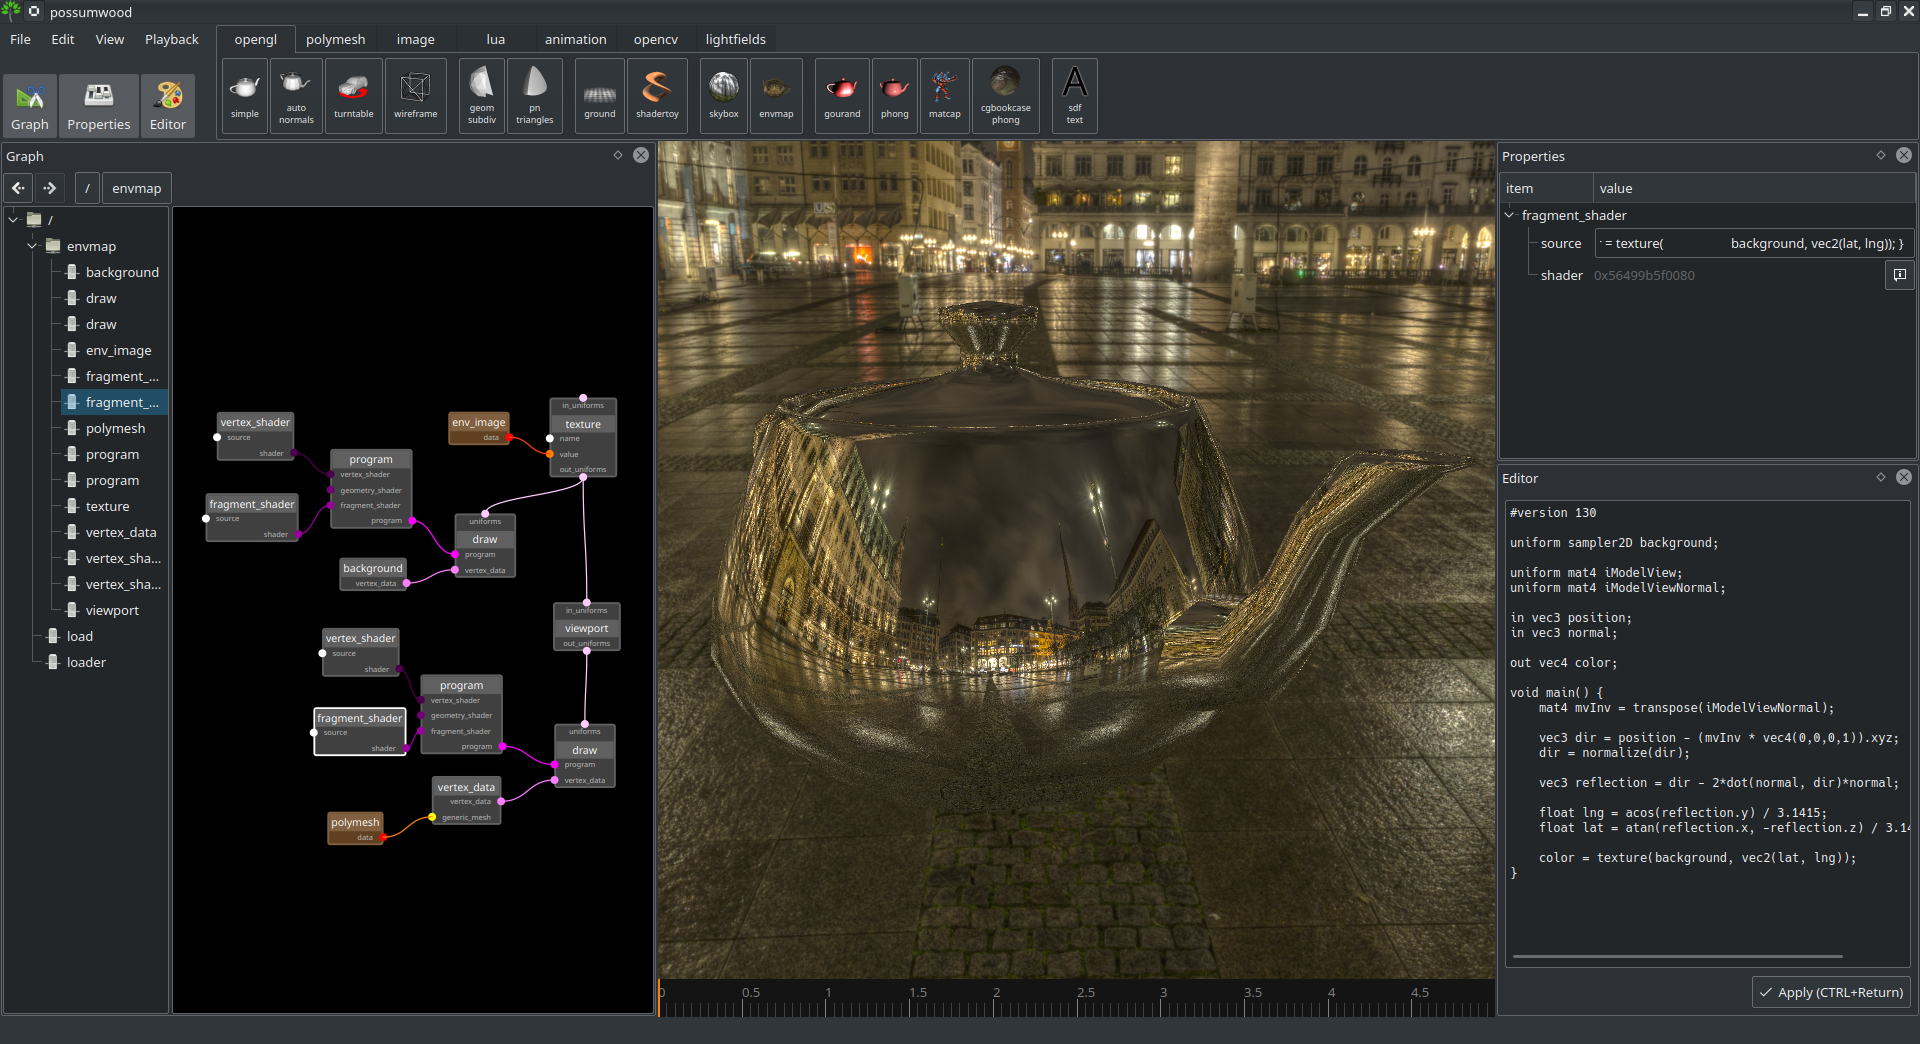 possumwood
File Edit View Playback
opengl polymesh image lua animation opencv lightfields
Graph Properties Editor
simple
auto normals
turntable
wireframe
geom subdiv
pn triangles
ground
shadertoy
skybox
envmap
gourand
phong
matcap
cgbookcase phong
A
sdf text
Graph
/ envmap
/
envmap
background
draw
draw
env_image
fragment_...
fragment_...
polymesh
program
program
texture
vertex_data
vertex_sha...
vertex_sha...
viewport
load
loader
vertex_shader
source
shader
fragment_shader
source
shader
program
vertex_shader
geometry_shader
fragment_shader
program
env_image
data
in_uniforms
texture
name
value
out_uniforms
uniforms
draw
program
vertex_data
background
vertex_data
in_uniforms
viewport
out_uniforms
vertex_shader
source
shader
fragment_shader
source
shader
program
vertex_shader
geometry_shader
fragment_shader
program
uniforms
draw
program
vertex_data
vertex_data
vertex_data
generic_mesh
polymesh
data
0 0.5 1 1.5 2 2.5 3 3.5 4 4.5
Properties
item value
fragment_shader
source = texture( background, vec2(lat, lng)); }
shader 0x56499b5f0080
Editor
#version 130
uniform sampler2D background;
uniform mat4 iModelView;
uniform mat4 iModelViewNormal;
in vec3 position;
in vec3 normal;
out vec4 color;
void main() {
mat4 mvInv = transpose(iModelViewNormal);
vec3 dir = position - (mvInv * vec4(0,0,0,1)).xyz;
dir = normalize(dir);
vec3 reflection = dir - 2*dot(normal, dir)*normal;
float lng = acos(reflection.y) / 3.1415;
float lat = atan(reflection.x, -reflection.z) / 3.14
color = texture(background, vec2(lat, lng));
}
Apply (CTRL+Return)